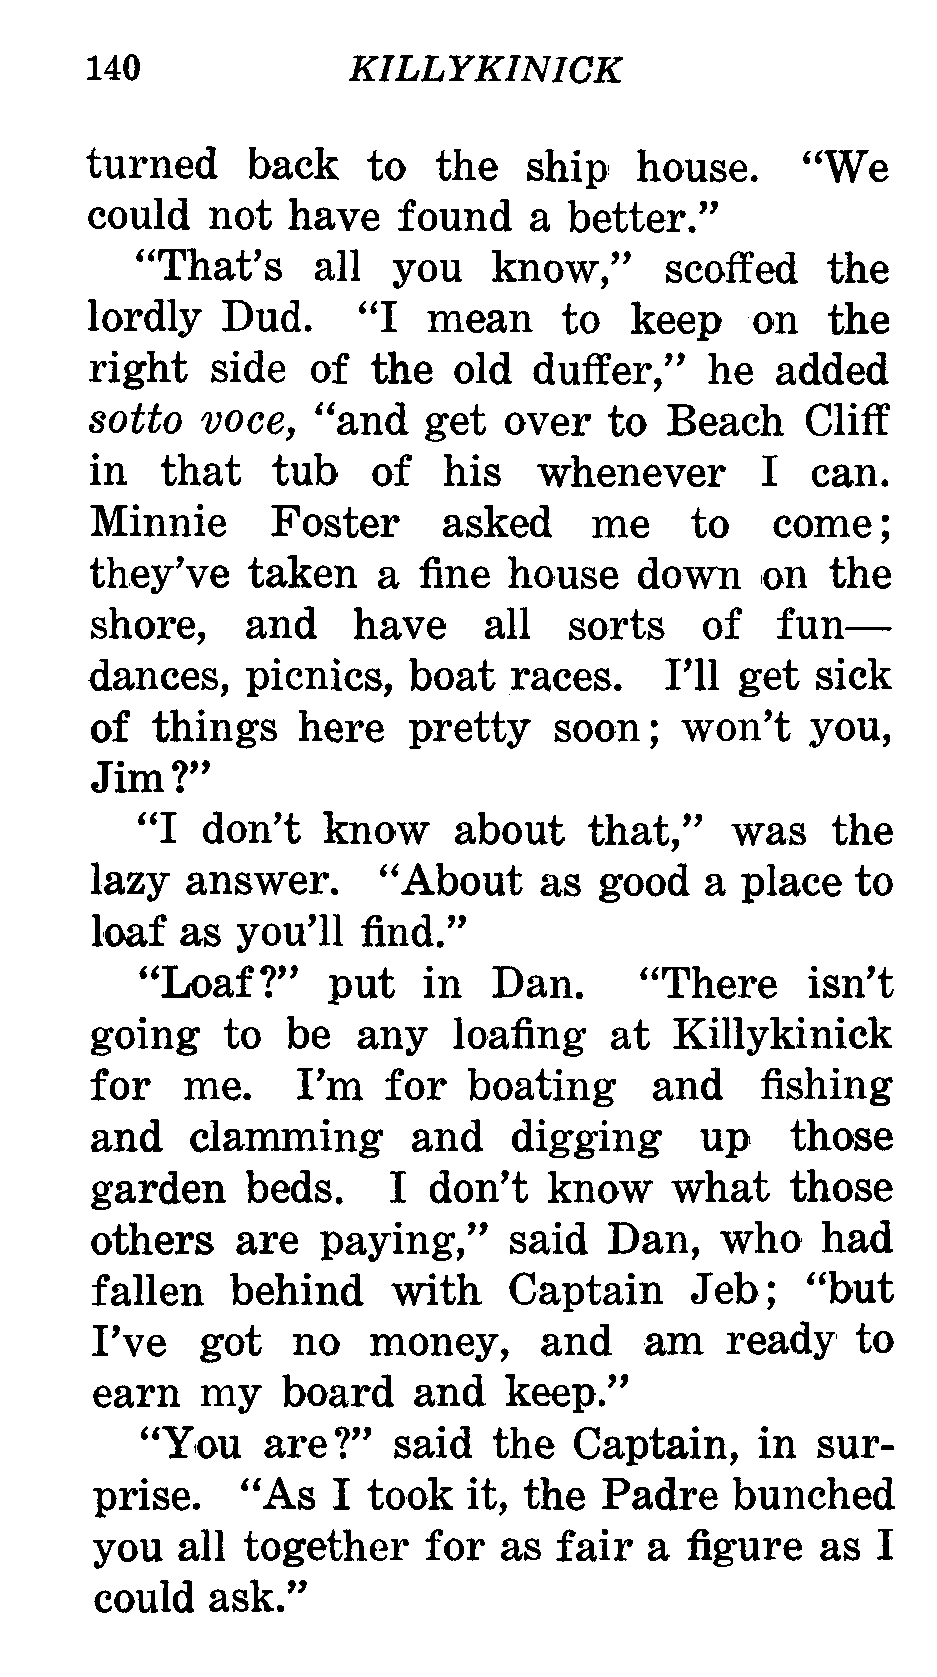 140 KILLYKINICK
turned back to the ship house. “We
could not have found a better.”
“That’s all you know,” scoffed the
lordly Dud. “I mean to keep on the
right side of the old duffer,” he added
sotto voce, “and get over to Beach Cliff
in that tub of his whenever I can.
Minnie Foster asked me to come;
they’ve taken a fine house down on the
shore, and have all sorts of fun—
dances, picnics, boat races. I’ll get sick
of things here pretty soon; won’t you,
Jim?”
“I don’t know about that,” was the
lazy answer. “About as good a place to
loaf as you’ll find.”
“Loaf?” put in Dan. “There isn’t
going to be any loafing at Killykinick
for me. I’m for boating and fishing
and clamming and digging up those
garden beds. I don’t know what those
others are paying,” said Dan, who had
fallen behind with Captain Jeb; “but
I’ve got no money, and am ready to
earn my board and keep.”
“You are?” said the Captain, in sur-
prise. “As I took it, the Padre bunched
you all together for as fair a figure as I
could ask.”